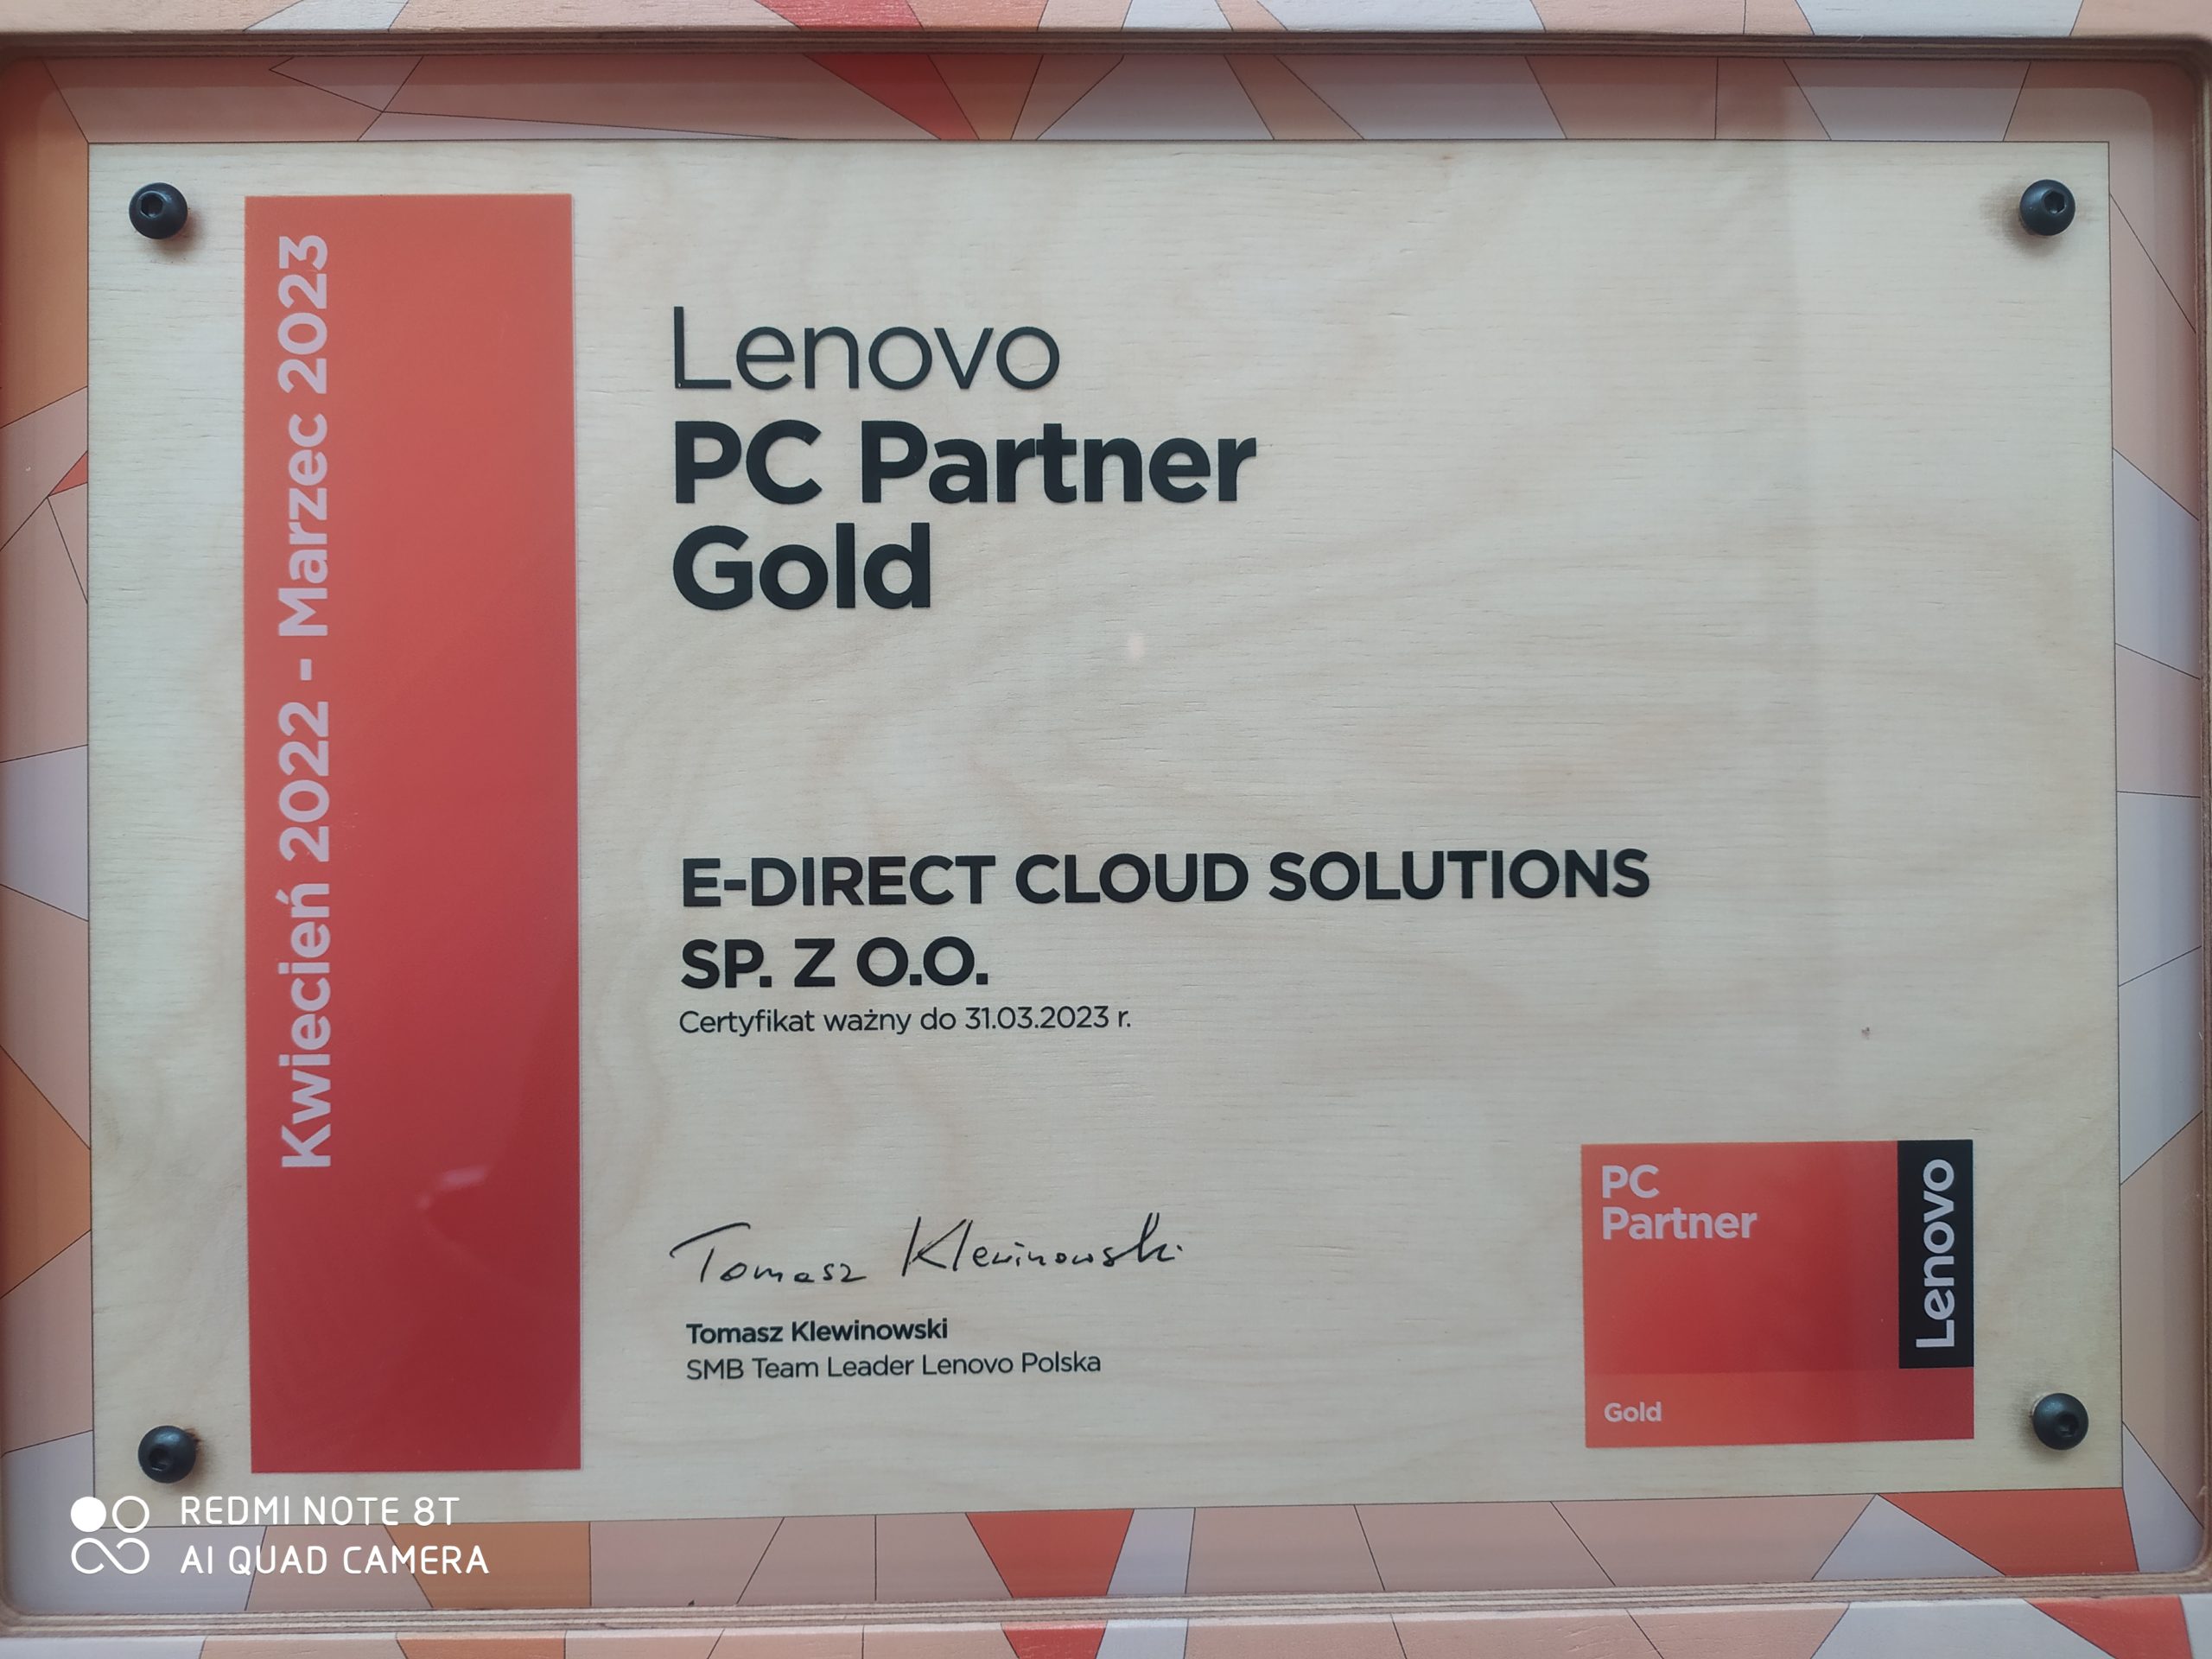 Kwiecień 2022 - Marzec 2023
Lenovo
PC Partner
Gold
E-DIRECT CLOUD SOLUTIONS
SP. Z O.O.
Certyfikat ważny do 31.03.2023 r.
Tomasz Klewinowski
Tomasz Klewinowski
SMB Team Leader Lenovo Polska
PC
Partner
Lenovo
Gold
REDMI NOTE 8T
AI QUAD CAMERA